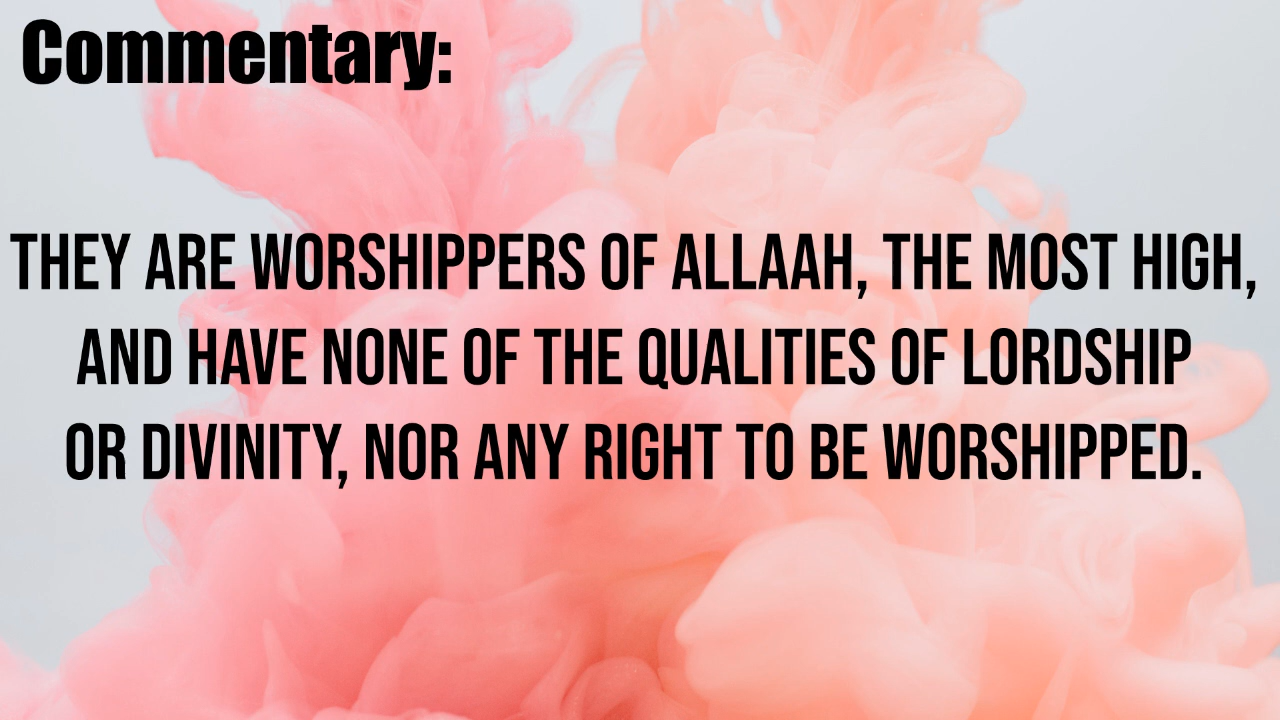 Commentary:
THEY ARE WORSHIPPERS OF ALLAAH, THE MOST HIGH,
AND HAVE NONE OF THE QUALITIES OF LORDSHIP
OR DIVINITY, NOR ANY RIGHT TO BE WORSHIPPED.